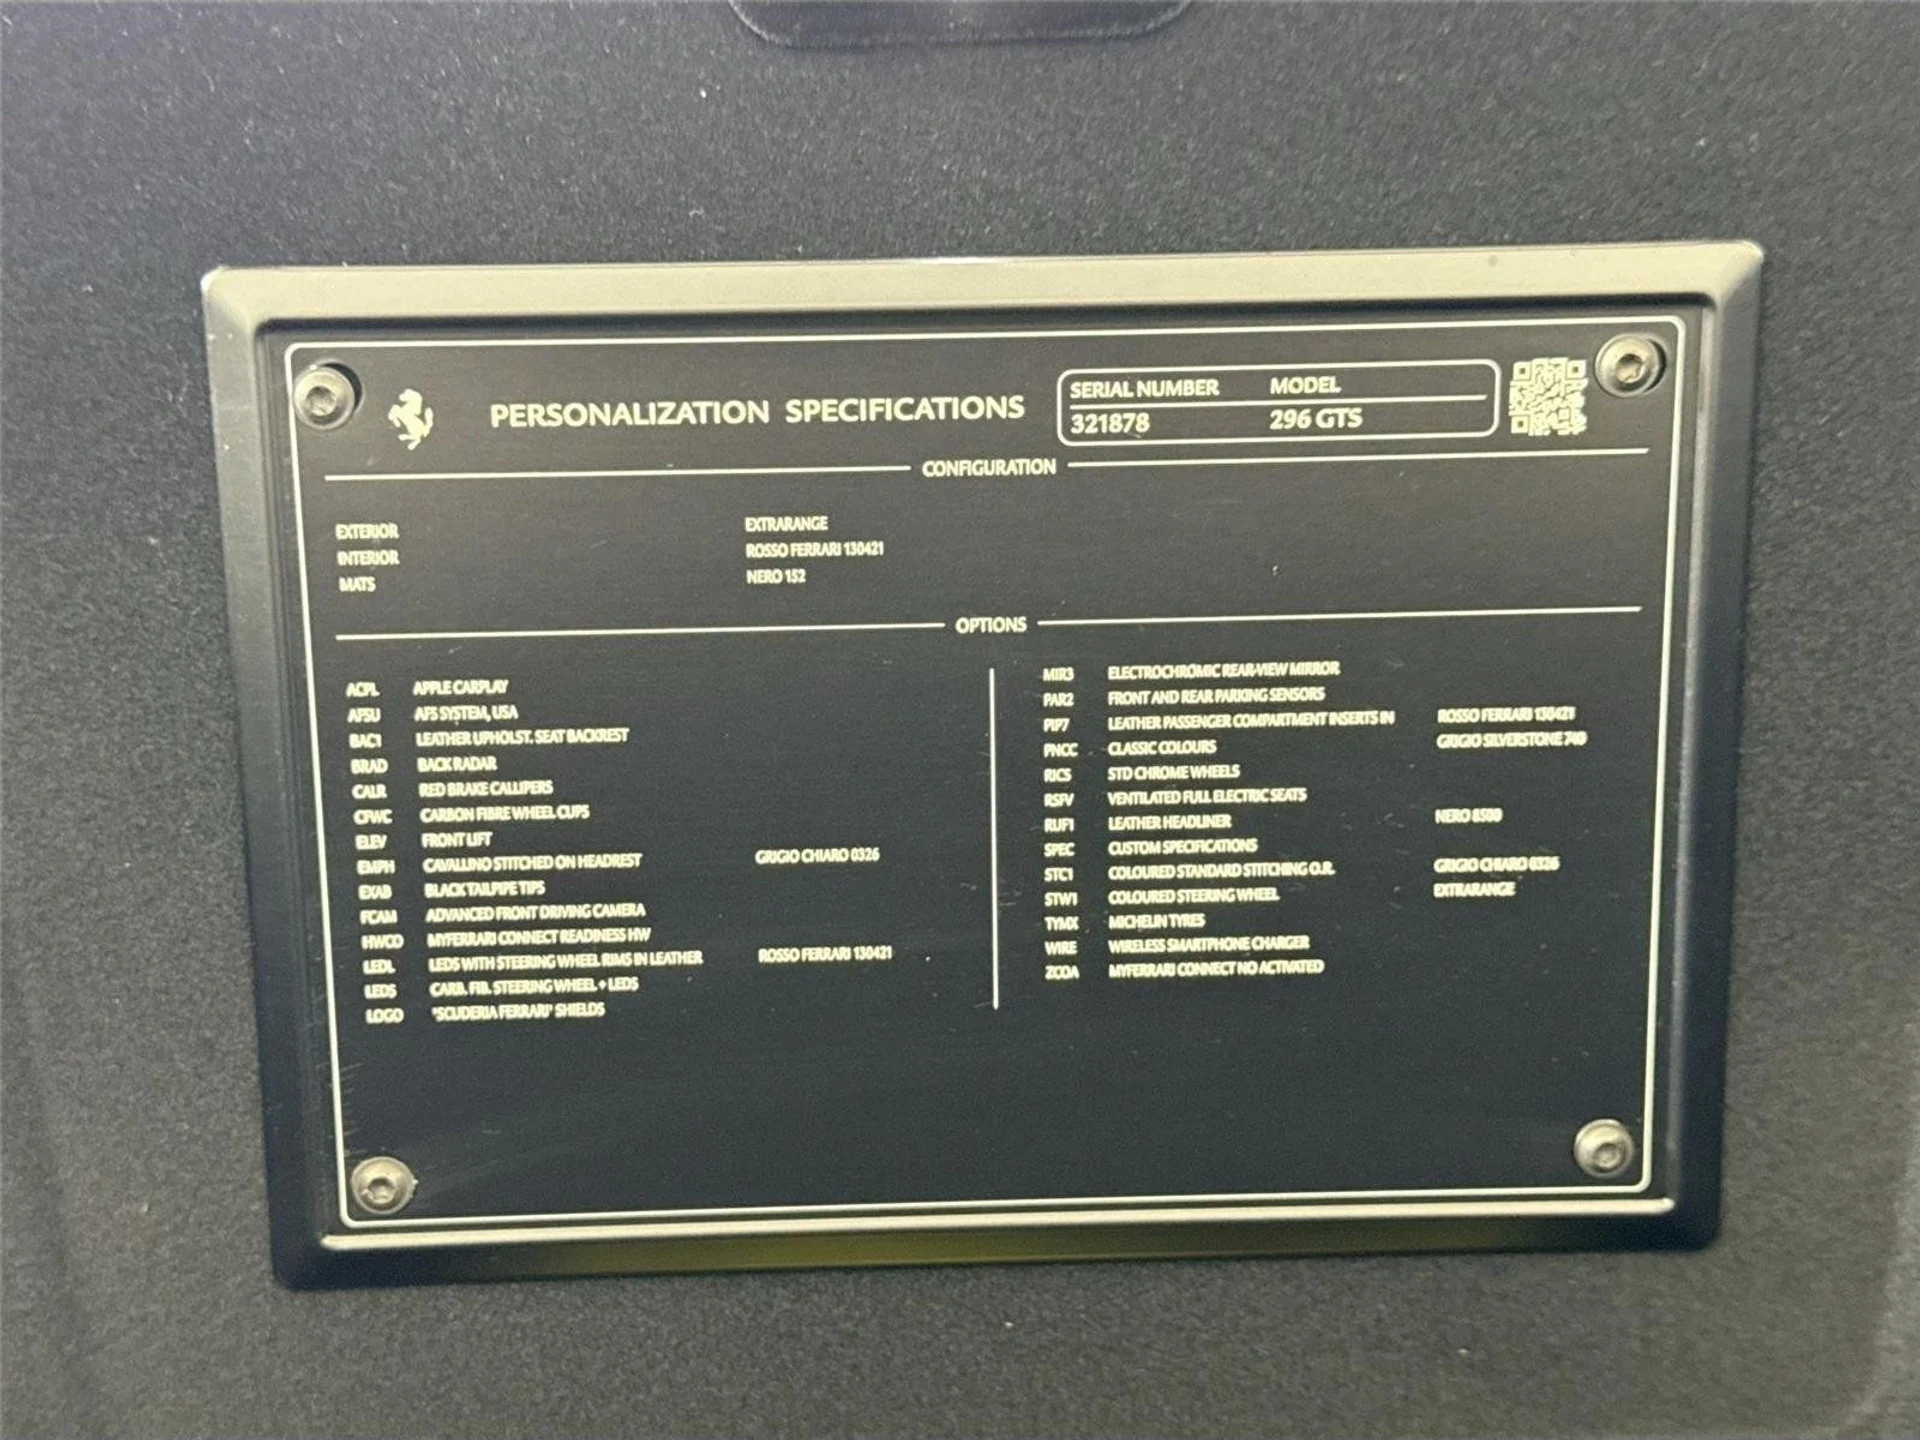 PERSONALIZATION SPECIFICATIONS
SERIAL NUMBER MODEL
321878 296 GTS
CONFIGURATION
EXTERIOR EXTRARANGE
INTERIOR ROSSO FERRARI 130421
MATS NERO 152
OPTIONS
ACPL APPLE CARPLAY
AFSU AFS SYSTEM, USA
BAC1 LEATHER UPHOLST. SEAT BACKREST
BRAD BACK RADAR
CALR RED BRAKE CALLIPERS
CFWC CARBON FIBRE WHEEL CUPS
ELEV FRONT LIFT
EMPH CAVALLINO STITCHED ON HEADREST GRIGIO CHIARO 0326
EXAB BLACK TAILPIPE TIPS
FCAM ADVANCED FRONT DRIVING CAMERA
HWCO MYFERRARI CONNECT READINESS HW
LEDL LEDS WITH STEERING WHEEL RIMS IN LEATHER ROSSO FERRARI 130421
LEDS CARB. FIB. STEERING WHEEL + LEDS
LOGO "SCUDERIA FERRARI" SHIELDS
MIR3 ELECTROCHROMIC REAR-VIEW MIRROR
PAR2 FRONT AND REAR PARKING SENSORS
PIP7 LEATHER PASSENGER COMPARTMENT INSERTS IN ROSSO FERRARI 130421
PNCC CLASSIC COLOURS GRIGIO SILVERSTONE 740
RICS STD CHROME WHEELS
RSFV VENTILATED FULL ELECTRIC SEATS
RUF1 LEATHER HEADLINER NERO 8500
SPEC CUSTOM SPECIFICATIONS
STC1 COLOURED STANDARD STITCHING O.R. GRIGIO CHIARO 0326
STW1 COLOURED STEERING WHEEL EXTRARANGE
TYMX MICHELIN TYRES
WIRE WIRELESS SMARTPHONE CHARGER
ZCOA MYFERRARI CONNECT NO ACTIVATED